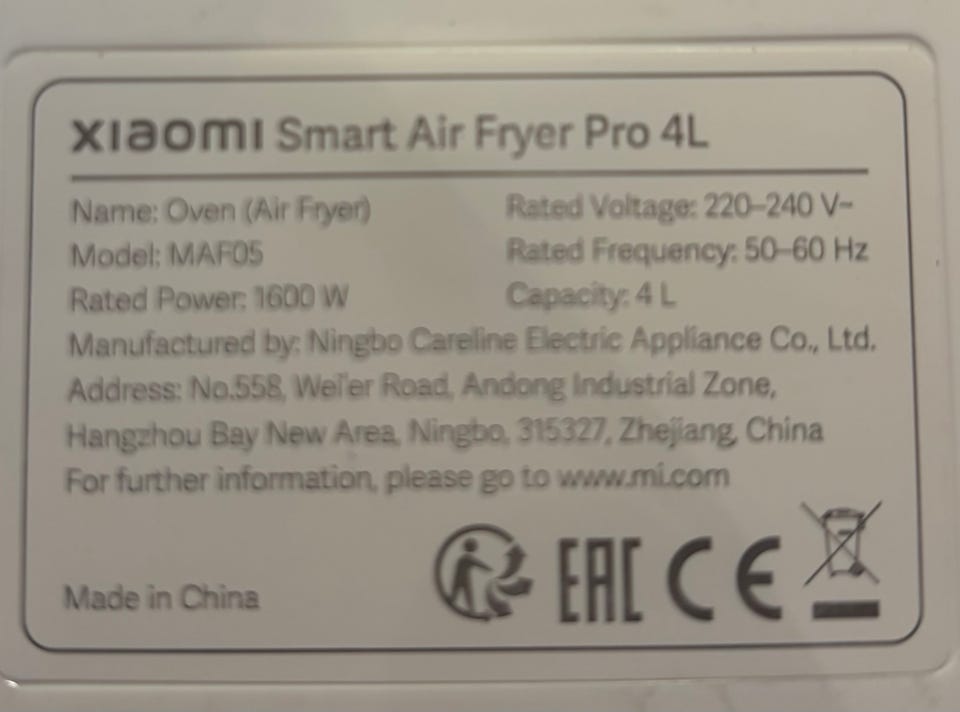 xiaomi Smart Air Fryer Pro 4L
Name: Oven (Air Fryer) Rated Voltage: 220–240 V~
Model: MAF05 Rated Frequency: 50–60 Hz
Rated Power: 1600 W Capacity: 4 L
Manufactured by: Ningbo Careline Electric Appliance Co., Ltd.
Address: No.558, Wei'er Road, Andong Industrial Zone,
Hangzhou Bay New Area, Ningbo, 315327, Zhejiang, China
For further information, please go to www.mi.com
Made in China EAC CE